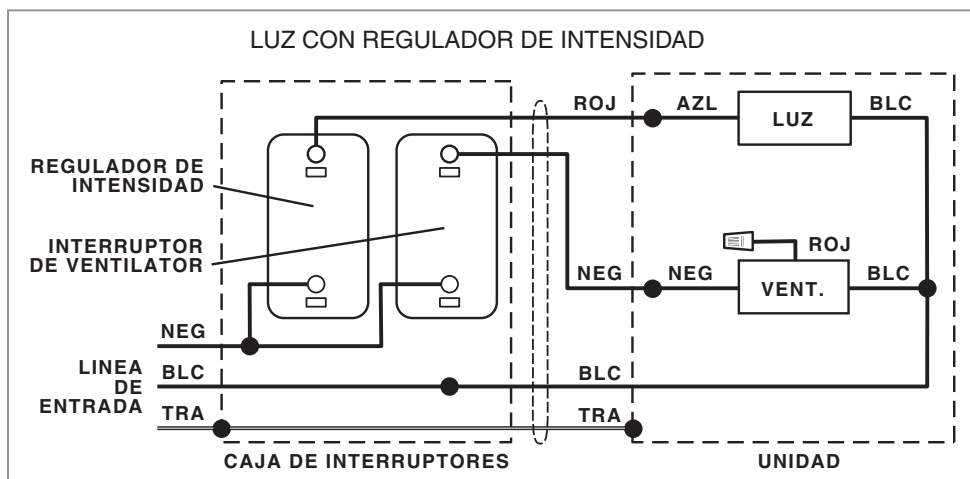 LUZ CON REGULADOR DE INTENSIDAD
ROJ
AZL
BLC
LUZ
REGULADOR DE
INTENSIDAD
INTERRUPTOR
DE VENTILATOR
ROJ
NEG
NEG
VENT.
BLC
NEG
LINEA
DE
ENTRADA
BLC
BLC
TRA
TRA
CAJA DE INTERRUPTORES
UNIDAD